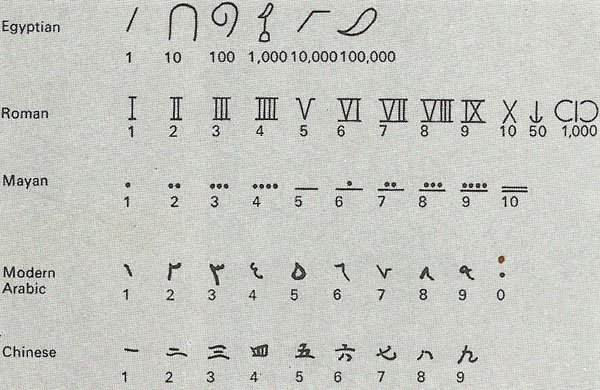 Egyptian
1 10 100 1,000 10,000 100,000
Roman I II III IIII V VI VII VIII IX X ↓ CIↃ
1 2 3 4 5 6 7 8 9 10 50 1,000
Mayan • •• ••• ••••
1 2 3 4 5 6 7 8 9 10
Modern ١ ٢ ٣ ٤ ٥ ٦ ٧ ٨ ٩ ٠
Arabic 1 2 3 4 5 6 7 8 9 0
Chinese 一 二 三 四 五 六 七 八 九
1 2 3 4 5 6 7 8 9